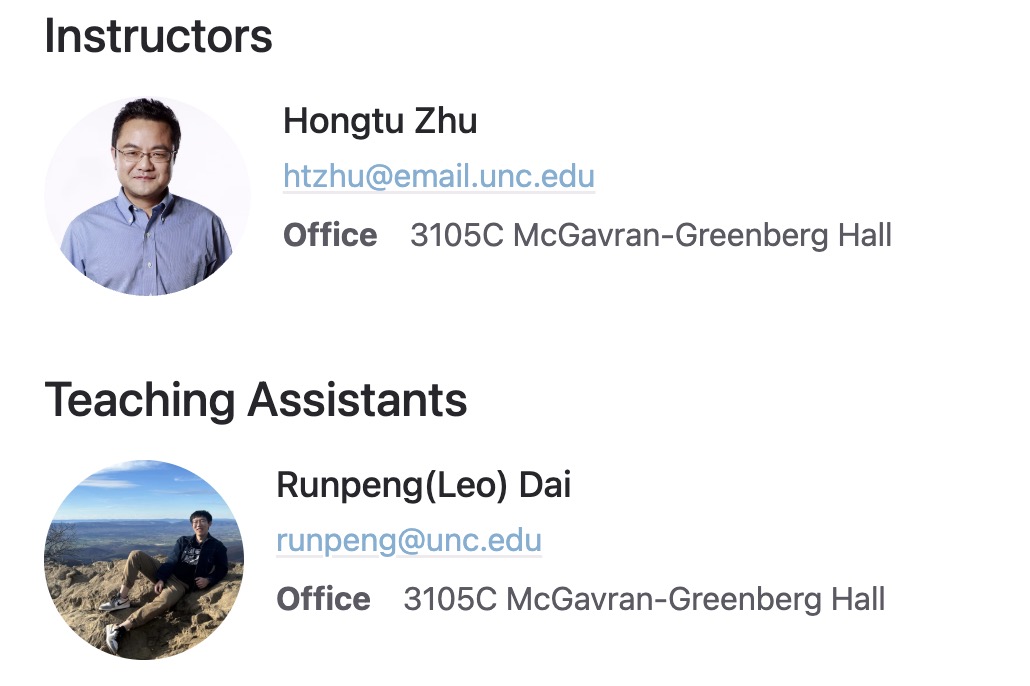 Instructors
Hongtu Zhu
htzhu@email.unc.edu
Office 3105C McGavran-Greenberg Hall
Teaching Assistants
Runpeng(Leo) Dai
runpeng@unc.edu
Office 3105C McGavran-Greenberg Hall